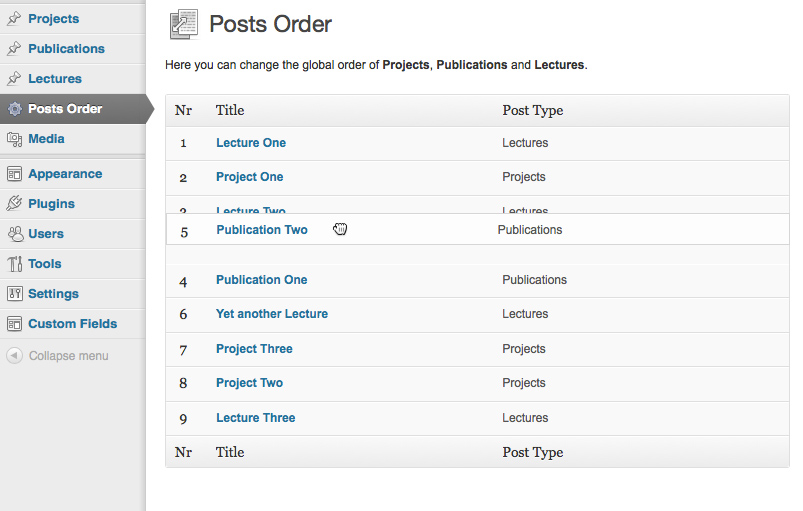 Projects
Publications
Lectures
Posts Order
Media
Appearance
Plugins
Users
Tools
Settings
Custom Fields
Collapse menu
Posts Order
Here you can change the global order of Projects, Publications and Lectures.
Nr Title Post Type
1 Lecture One Lectures
2 Project One Projects
3 Lecture Two Lectures
5 Publication Two Publications
4 Publication One Publications
6 Yet another Lecture Lectures
7 Project Three Projects
8 Project Two Projects
9 Lecture Three Lectures
Nr Title Post Type